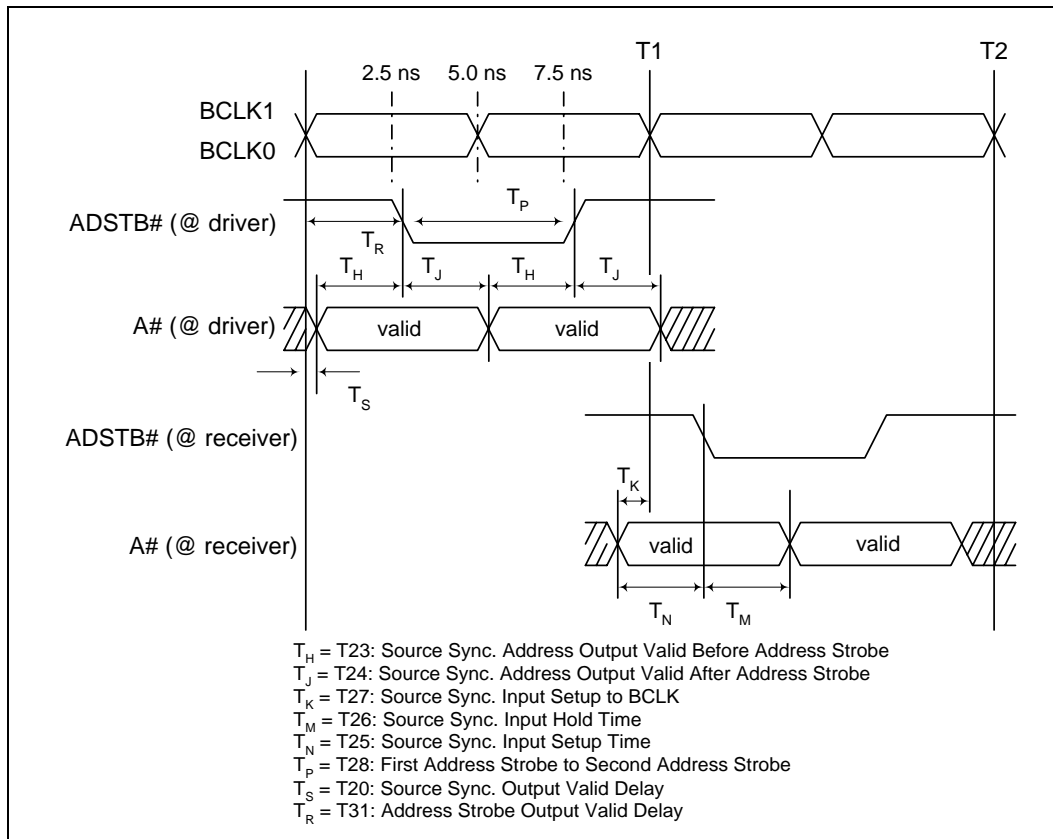 T1 T2
2.5 ns 5.0 ns 7.5 ns
BCLK1
BCLK0
TP
ADSTB# (@ driver)
TR
TH TJ TH TJ
A# (@ driver) valid valid
TS
ADSTB# (@ receiver)
TK
A# (@ receiver) valid valid
TN TM
TH = T23: Source Sync. Address Output Valid Before Address Strobe
TJ = T24: Source Sync. Address Output Valid After Address Strobe
TK = T27: Source Sync. Input Setup to BCLK
TM = T26: Source Sync. Input Hold Time
TN = T25: Source Sync. Input Setup Time
TP = T28: First Address Strobe to Second Address Strobe
TS = T20: Source Sync. Output Valid Delay
TR = T31: Address Strobe Output Valid Delay